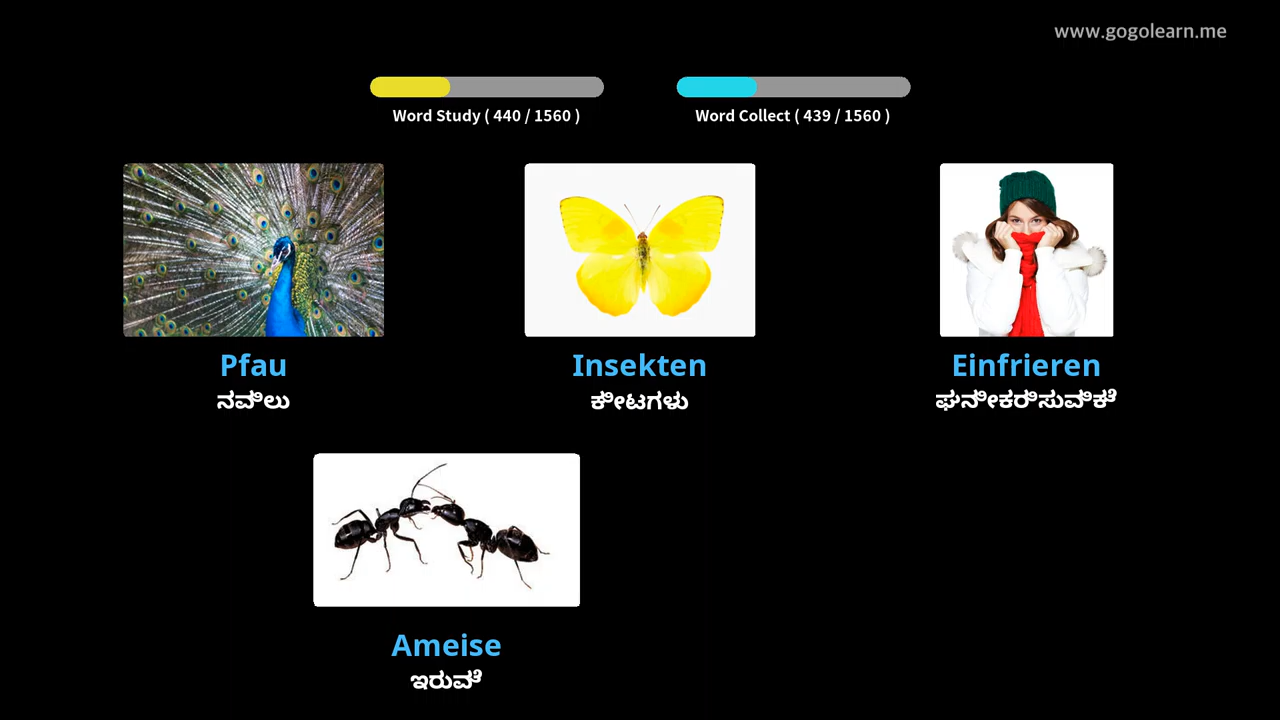 www.gogolearn.me
Word Study ( 440 / 1560 )
Word Collect ( 439 / 1560 )
Pfau
ನವಿಲು
Insekten
ಕೀಟಗಳು
Einfrieren
ಘನೀಕರಿಸುವಿಕೆ
Ameise
ಇರುವೆ